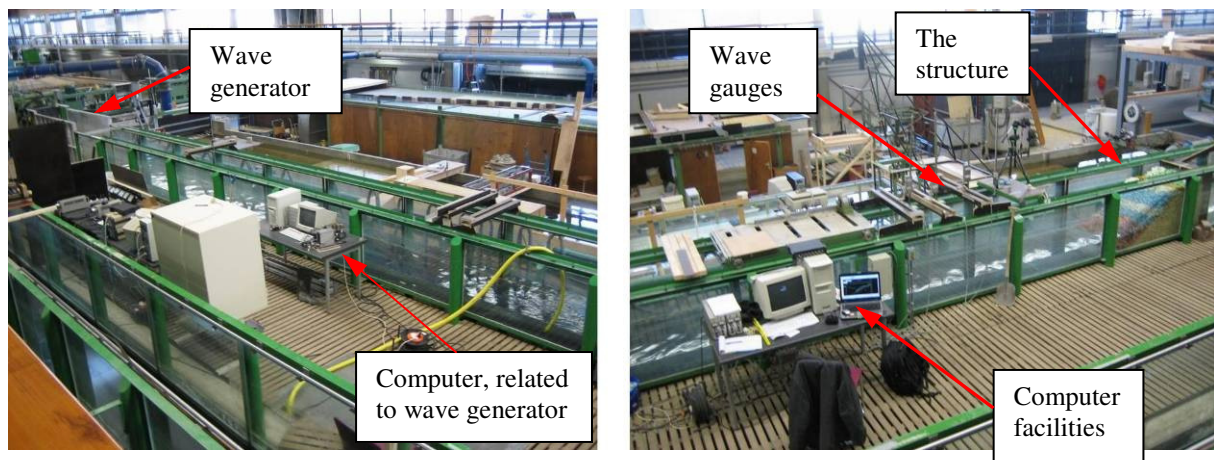 Wave
generator
Computer, related
to wave generator
Wave
gauges
The
structure
Computer
facilities